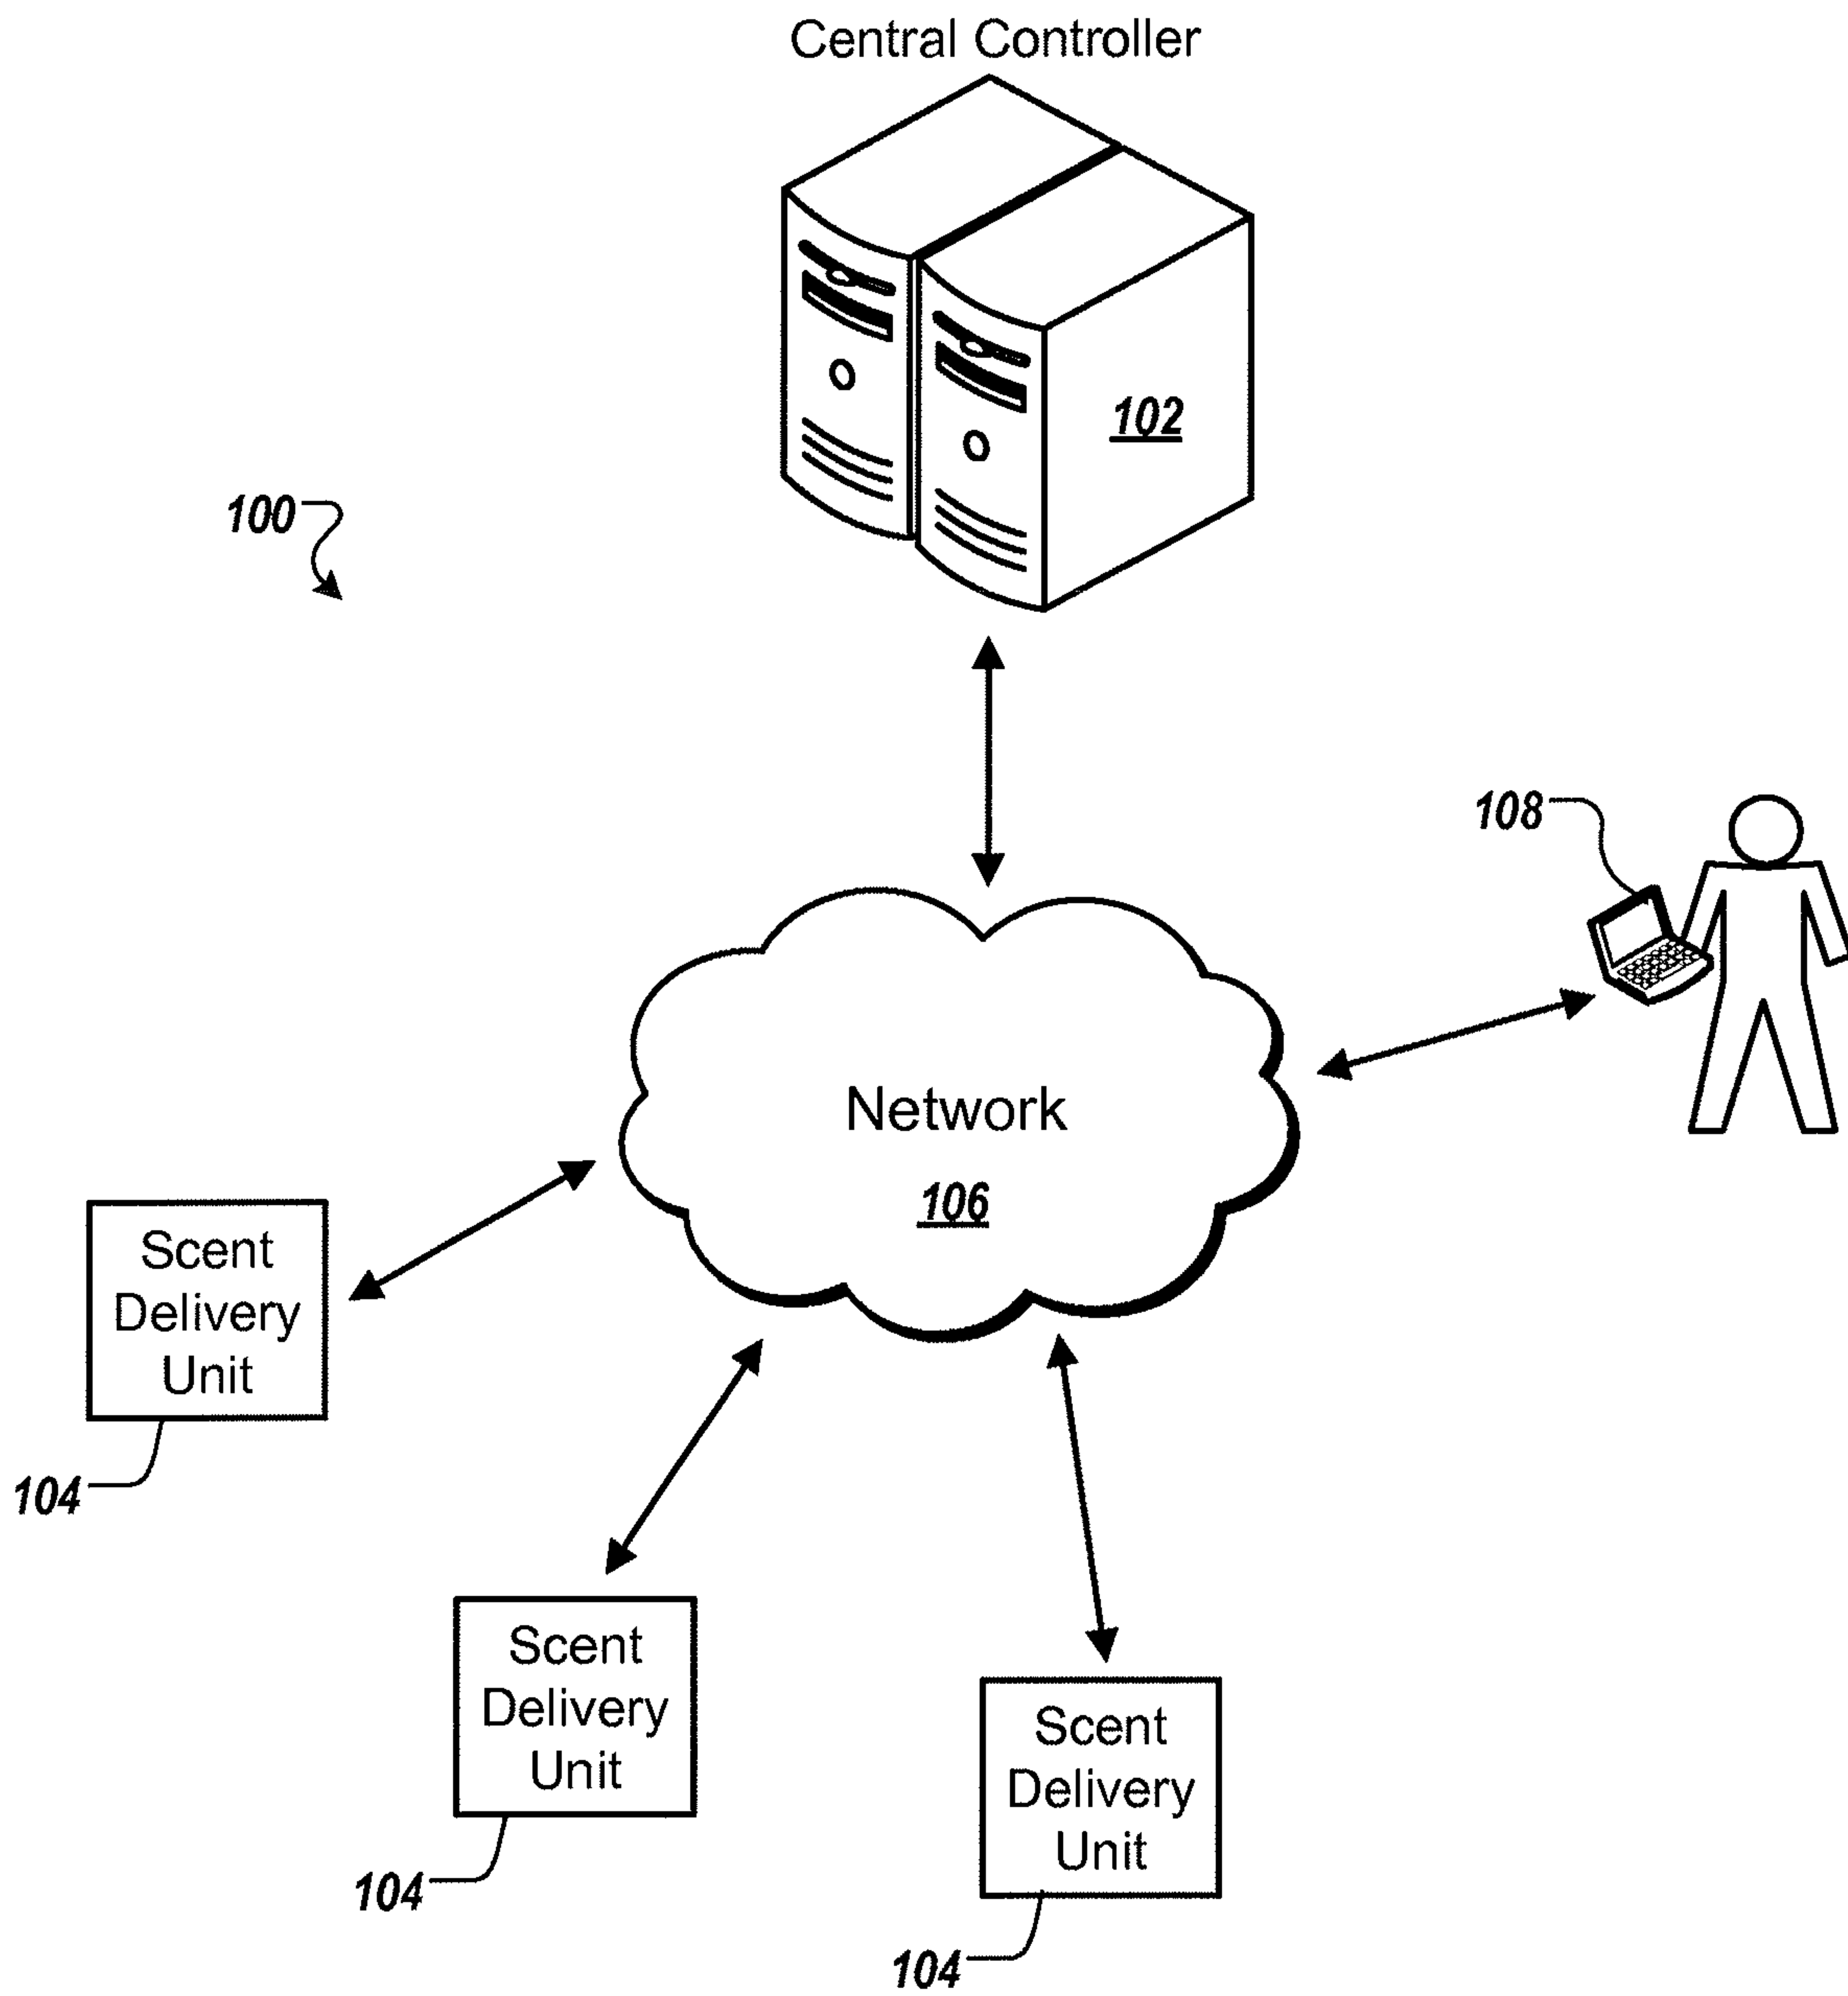 Central Controller
102
100
108
Network
106
Scent
Delivery
Unit
104
Scent
Delivery
Unit
104
Scent
Delivery
Unit
104